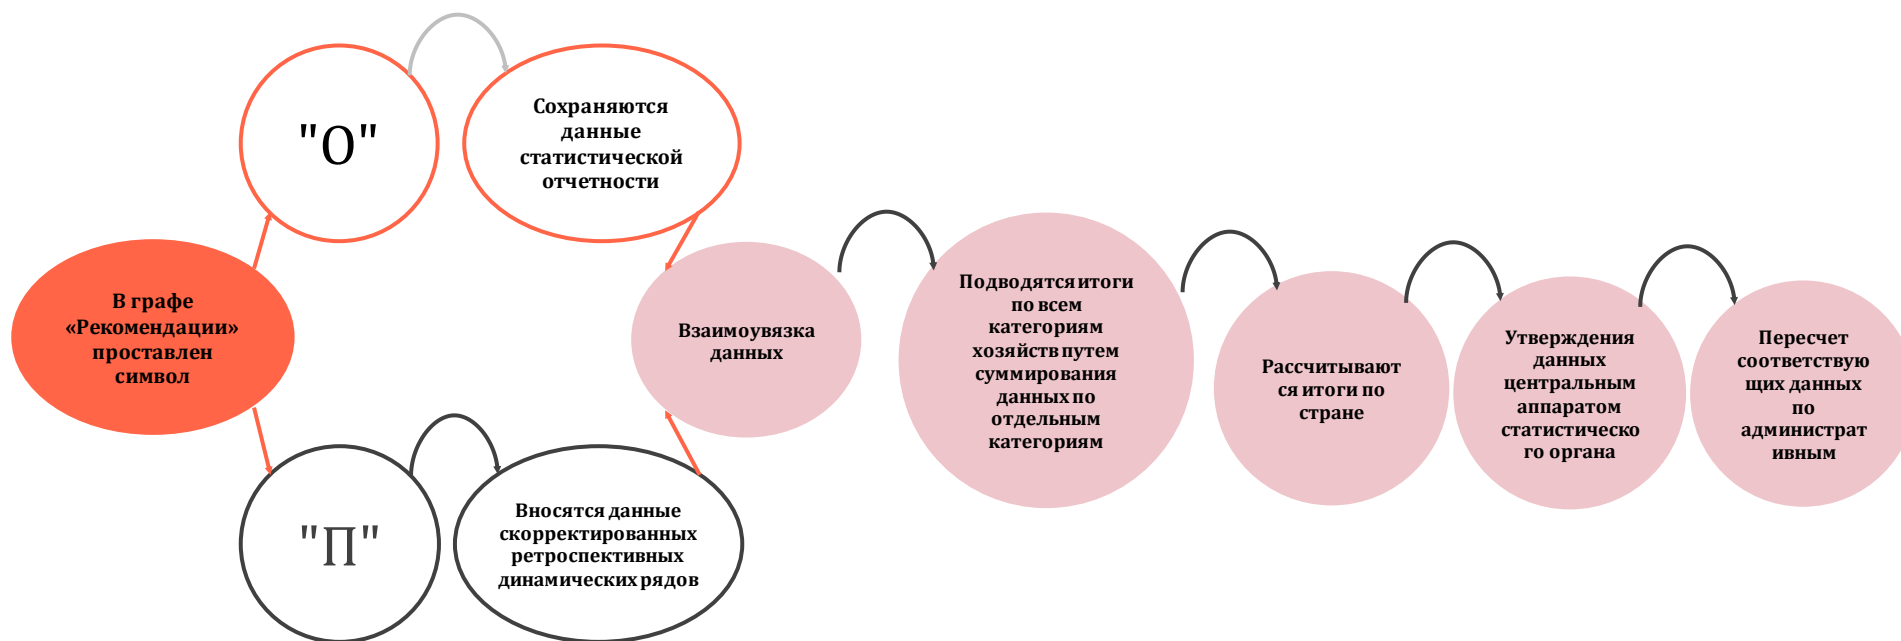 В графе
«Рекомендации»
проставлен
символ
"О"
Сохраняются
данные
статистической
отчетности
"П"
Вносятся данные
скорректированных
ретроспективных
динамических рядов
Взаимоувязка
данных
Подводятся итоги
по всем
категориям
хозяйств путем
суммирования
данных по
отдельным
категориям
Рассчитывают
ся итоги по
стране
Утверждения
данных
центральным
аппаратом
статистическо
го органа
Пересчет
соответствую
щих данных
по
администрат
ивным